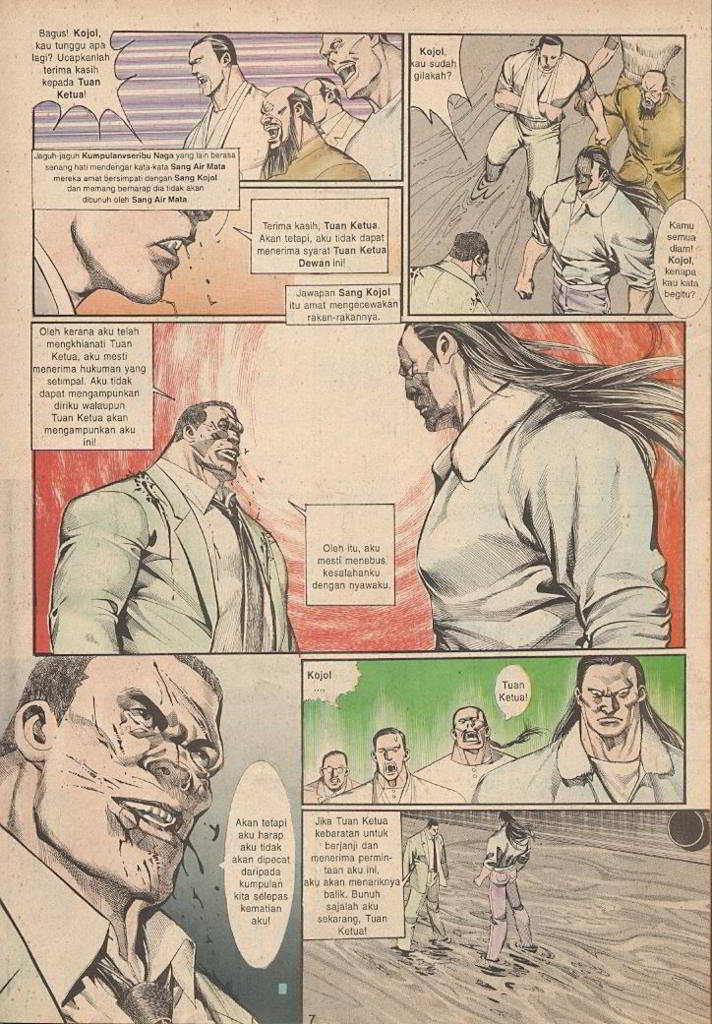 Bagus! Kojol,
kau tunggu apa
lagi? Ucapkanlah
terima kasih
kepada Tuan
Ketua!
Jaguh-jaguh Kumpulanvseribu Naga yang lain berasa
senang hati mendengar kata-kata Sang Air Mata
mereka amat bersimpati dengan Sang Kojol
dan memang berharap dia tidak akan
dibunuh oleh Sang Air Mata.
Kojol,
kau sudah
gilakah?
Terima kasih, Tuan Ketua.
Akan tetapi, aku tidak dapat
menerima syarat Tuan Ketua
Dewan ini!
Kamu
semua
diam!
Kojol,
kenapa
kau kata
begitu?
Jawapan Sang Kojol
itu amat mengecewakan
rakan-rakannya.
Oleh kerana aku telah
mengkhianati Tuan
Ketua, aku mesti
menerima hukuman yang
setimpal. Aku tidak
dapat mengampunkan
diriku walaupun
Tuan Ketua akan
mengampunkan aku
ini!
Oleh itu, aku
mesti menebus
kesalahanku
dengan nyawaku.
Kojol
....
Tuan
Ketua!
Akan tetapi
aku harap
aku tidak
akan dipecat
daripada
kumpulan
kita selepas
kematian
aku!
Jika Tuan Ketua
kebaratan untuk
berjanji dan
menerima permin-
taan aku ini,
aku akan menariknya
balik. Bunuh
sajalah aku
sekarang, Tuan
Ketua!
7